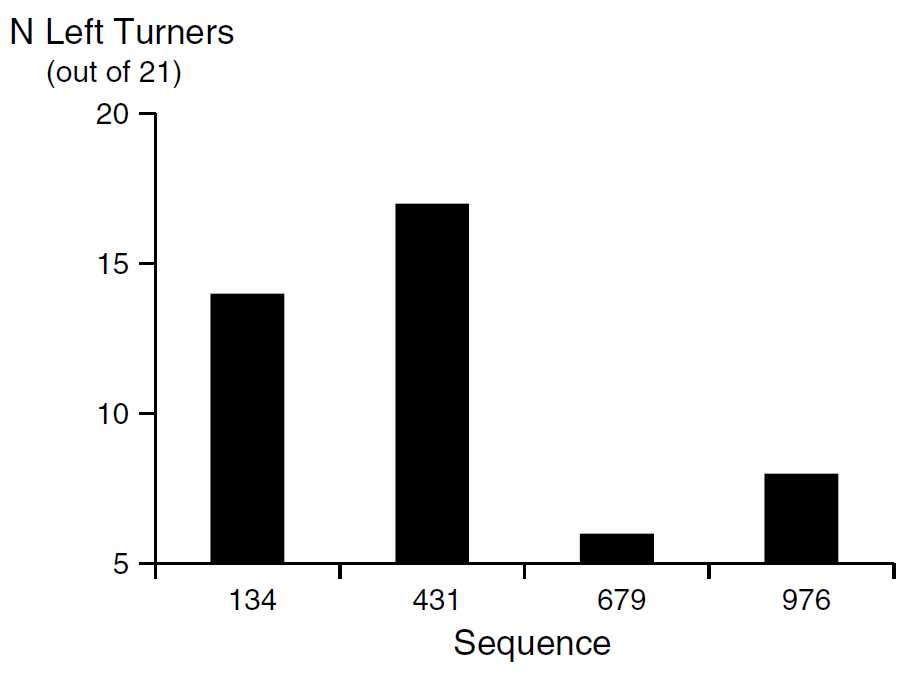 N Left Turners
(out of 21)
20
15
10
5
134 431 679 976
Sequence